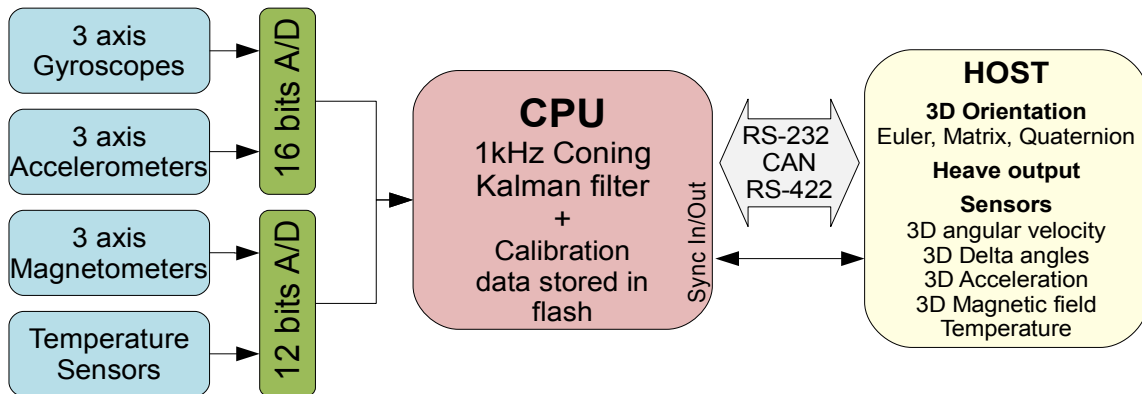 3 axis
Gyroscopes
3 axis
Accelerometers
16 bits A/D
3 axis
Magnetometers
Temperature
Sensors
12 bits A/D
CPU
1kHz Coning
Kalman filter
+
Calibration
data stored in
flash
Sync In/Out
RS-232
CAN
RS-422
HOST
3D Orientation
Euler, Matrix, Quaternion
Heave output
Sensors
3D angular velocity
3D Delta angles
3D Acceleration
3D Magnetic field
Temperature